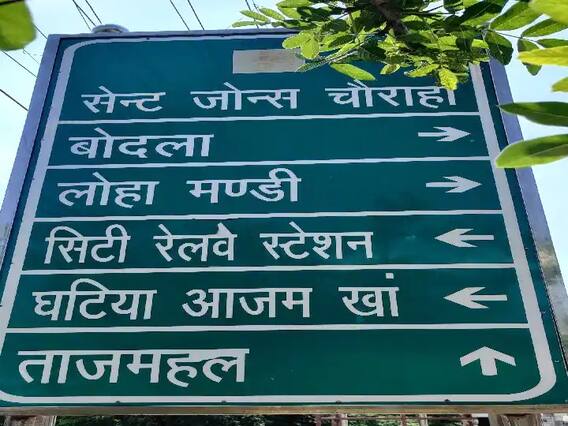 सेन्ट जोन्स चौराहा
बोदला →
लोहा मण्डी →
सिटी रेलवे स्टेशन ←
घटिया आजम खां ←
ताजमहल ↑